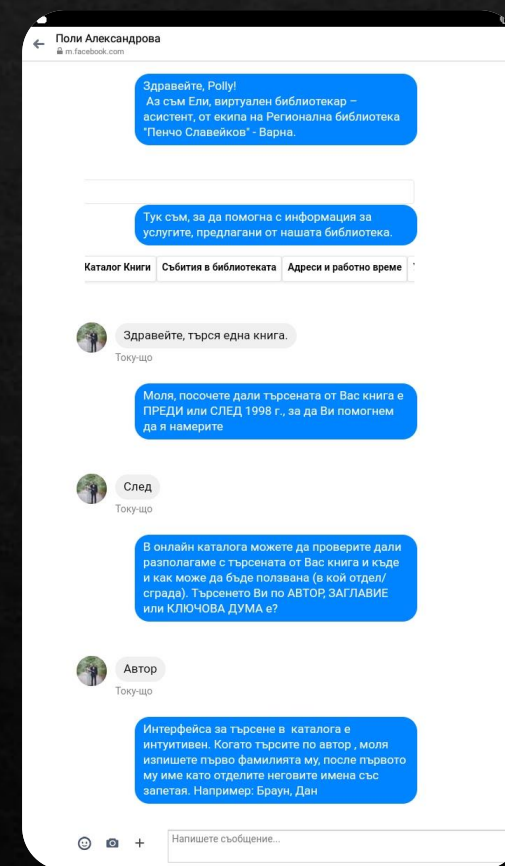 Поли Александрова
m.facebook.com
Здравейте, Polly!
Аз съм Ели, виртуален библиотекар –
асистент, от екипа на Регионална библиотека
"Пенчо Славейков" - Варна.
Тук съм, за да помогна с информация за
услугите, предлагани от нашата библиотека.
Каталог Книги Събития в библиотеката Адреси и работно време
Здравейте, търся една книга.
Току-що
Моля, посочете дали търсената от Вас книга е
ПРЕДИ или СЛЕД 1998 г., за да Ви помогнем
да я намерите
След
Току-що
В онлайн каталога можете да проверите дали
разполагаме с търсената от Вас книга и къде
и как може да бъде ползвана (в кой отдел/
сграда). Търсенето Ви по АВТОР, ЗАГЛАВИЕ
или КЛЮЧОВА ДУМА е?
Автор
Току-що
Интерфейса за търсене в каталога е
интуитивен. Когато търсите по автор , моля
изпишете първо фамилията му, после първото
му име като отделите неговите имена със
запетая. Например: Браун, Дан
Напишете съобщение...